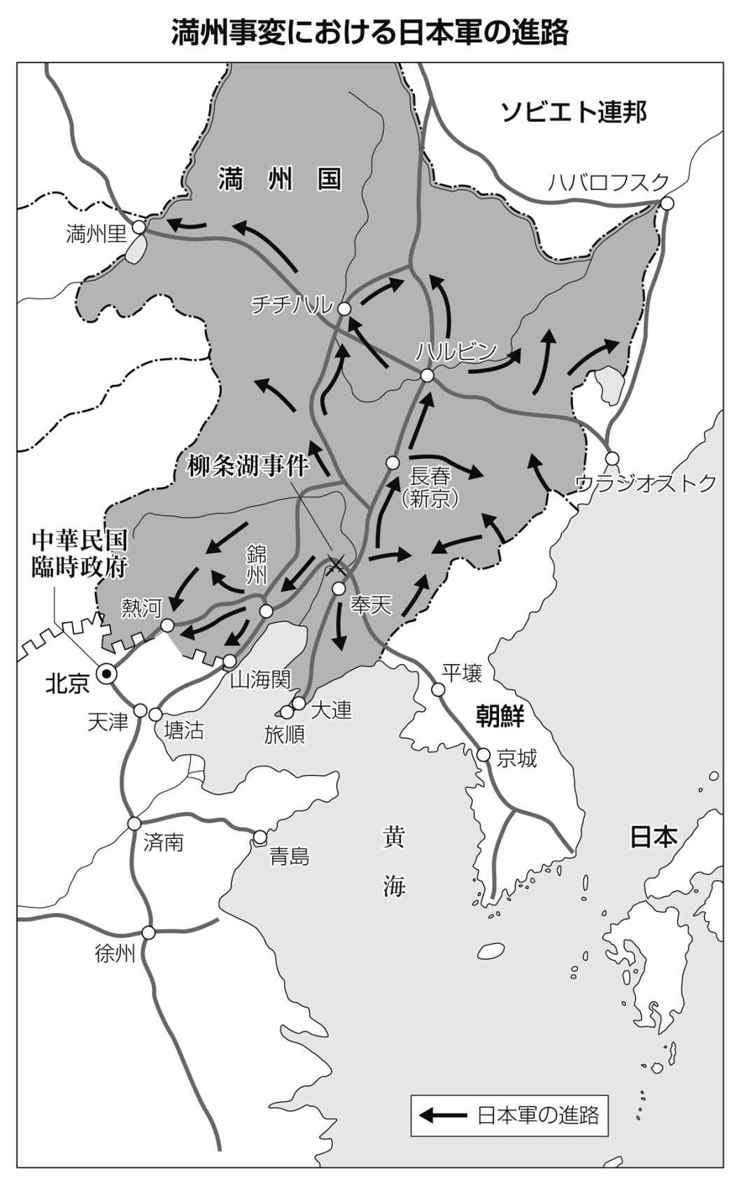 満州事変における日本軍の進路
ソビエト連邦
満州国
ハバロフスク
満州里
チチハル
ハルビン
柳条湖事件
長春
(新京)
ウラジオストク
中華民国
臨時政府
錦州
熱河
奉天
北京
山海関
平壌
天津
塘沽
大連
旅順
朝鮮
京城
済南
青島
黄海
日本
徐州
日本軍の進路